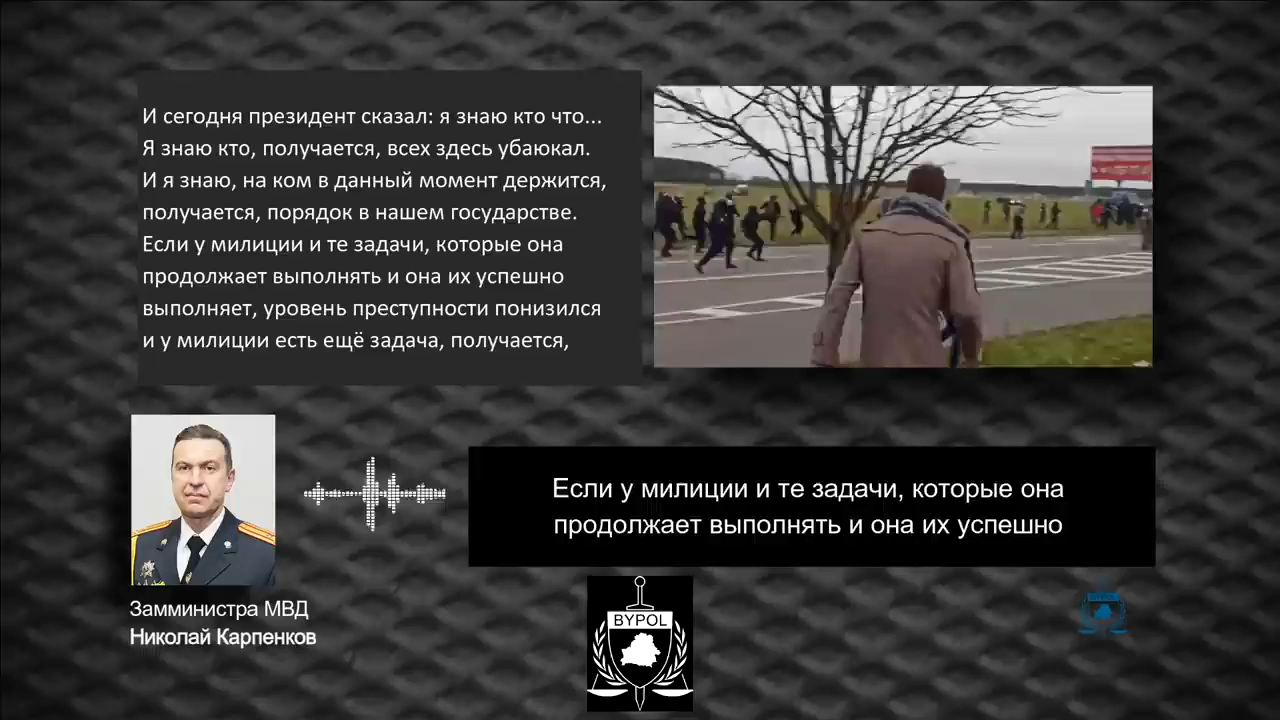 И сегодня президент сказал: я знаю кто что...
Я знаю кто, получается, всех здесь убаюкал.
И я знаю, на ком в данный момент держится,
получается, порядок в нашем государстве.
Если у милиции и те задачи, которые она
продолжает выполнять и она их успешно
выполняет, уровень преступности понизился
и у милиции есть ещё задача, получается,
Если у милиции и те задачи, которые она
продолжает выполнять и она их успешно
Замминистра МВД
Николай Карпенков
BYPOL
BYPOL